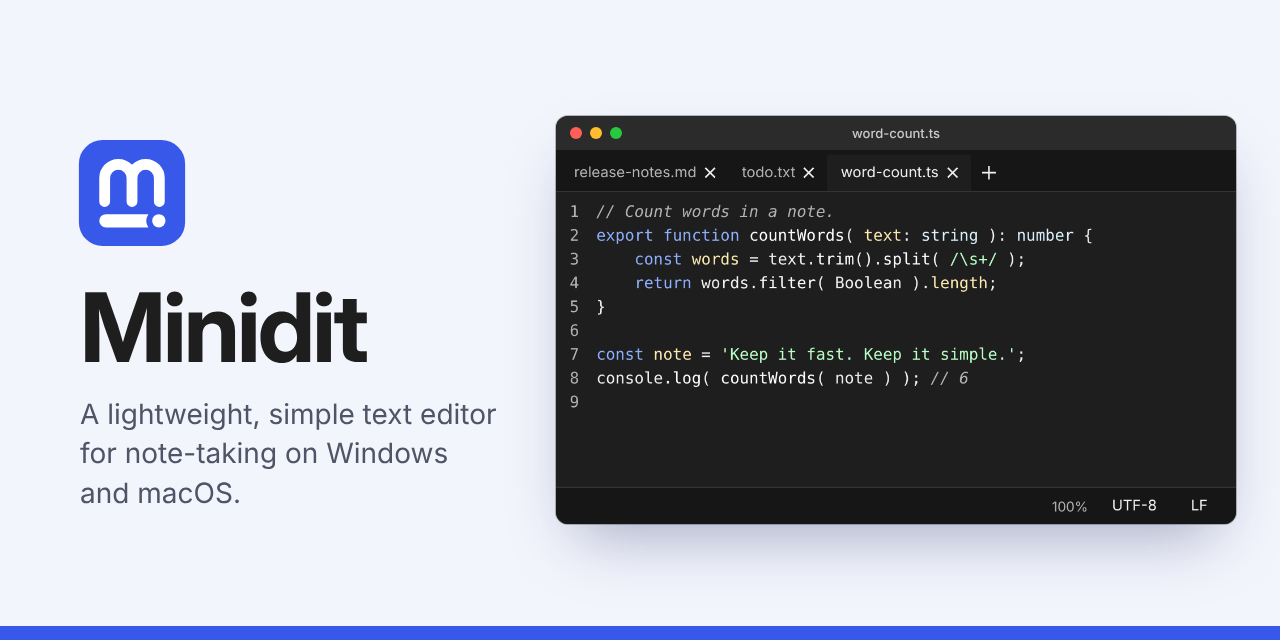 m
Minidit
A lightweight, simple text editor
for note-taking on Windows
and macOS.
word-count.ts
release-notes.md todo.txt word-count.ts
1 // Count words in a note.
2 export function countWords( text: string ): number {
3     const words = text.trim().split( /\s+/ );
4     return words.filter( Boolean ).length;
5 }
6
7 const note = 'Keep it fast. Keep it simple.';
8 console.log( countWords( note ) ); // 6
9
100% UTF-8 LF